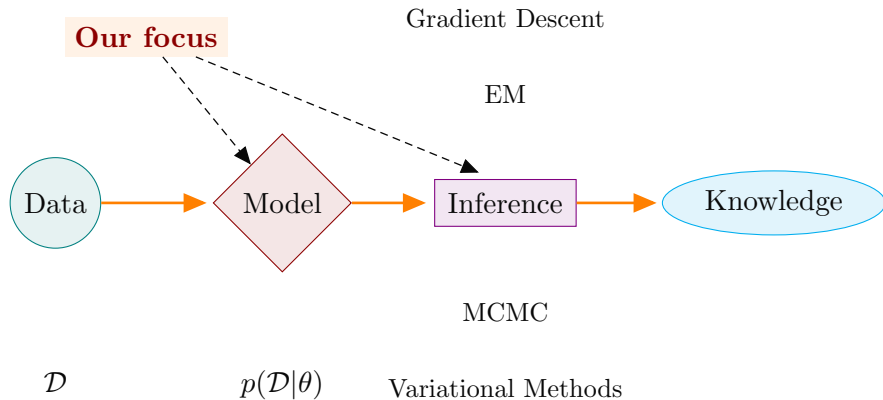 Gradient Descent
Our focus
EM
Data
Model
Inference
Knowledge
MCMC
𝒟
p(𝒟|θ)
Variational Methods